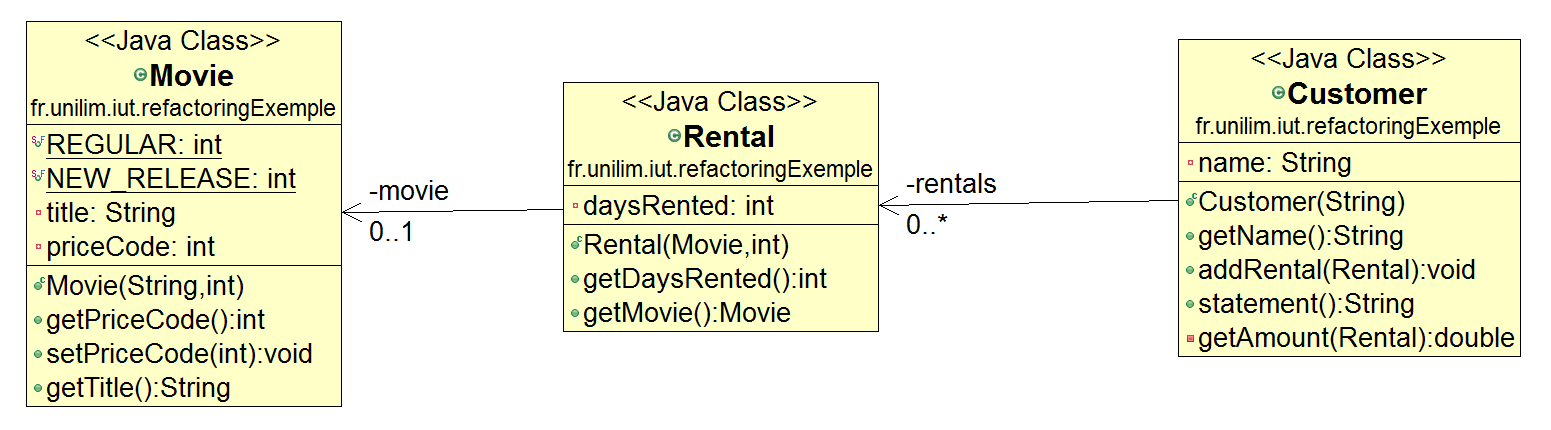 <<Java Class>>
Movie
fr.unilim.iut.refactoringExemple
REGULAR: int
NEW_RELEASE: int
title: String
priceCode: int
Movie(String,int)
getPriceCode():int
setPriceCode(int):void
getTitle():String
-movie
0..1
<<Java Class>>
Rental
fr.unilim.iut.refactoringExemple
daysRented: int
Rental(Movie,int)
getDaysRented():int
getMovie():Movie
-rentals
0..*
<<Java Class>>
Customer
fr.unilim.iut.refactoringExemple
name: String
Customer(String)
getName():String
addRental(Rental):void
statement():String
getAmount(Rental):double